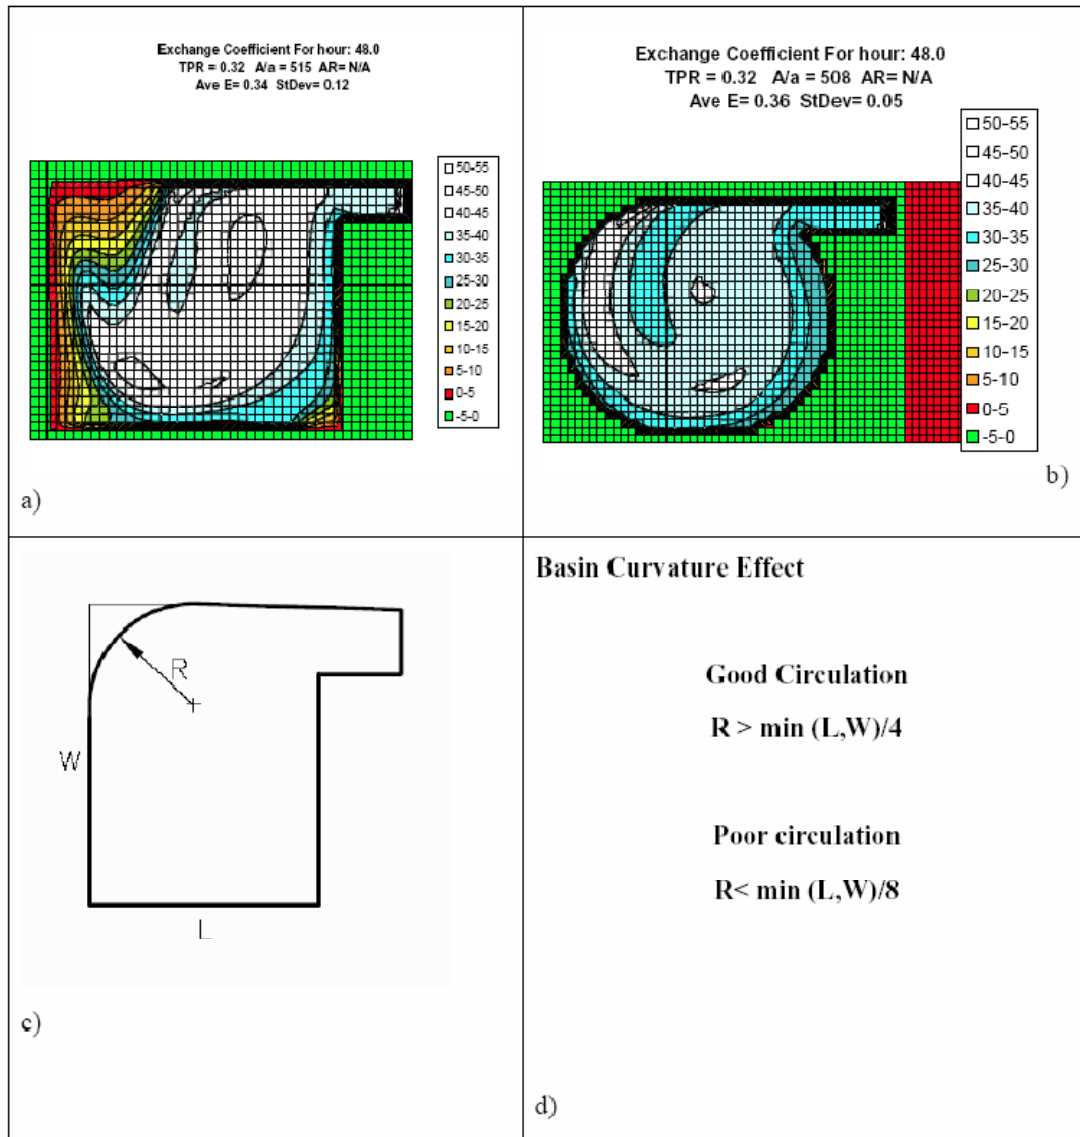 Exchange Coefficient For hour: 48.0
TPR = 0.32 A/a = 515 AR= N/A
Ave E= 0.34 StDev= 0.12
50-55
45-50
40-45
35-40
30-35
25-30
20-25
15-20
10-15
5-10
0-5
-5-0
a)
Exchange Coefficient For hour: 48.0
TPR = 0.32 A/a = 508 AR= N/A
Ave E= 0.36 StDev= 0.05
50-55
45-50
40-45
35-40
30-35
25-30
20-25
15-20
10-15
5-10
0-5
-5-0
b)
R
W
L
c)
Basin Curvature Effect
Good Circulation
R > min (L,W)/4
Poor circulation
R< min (L,W)/8
d)